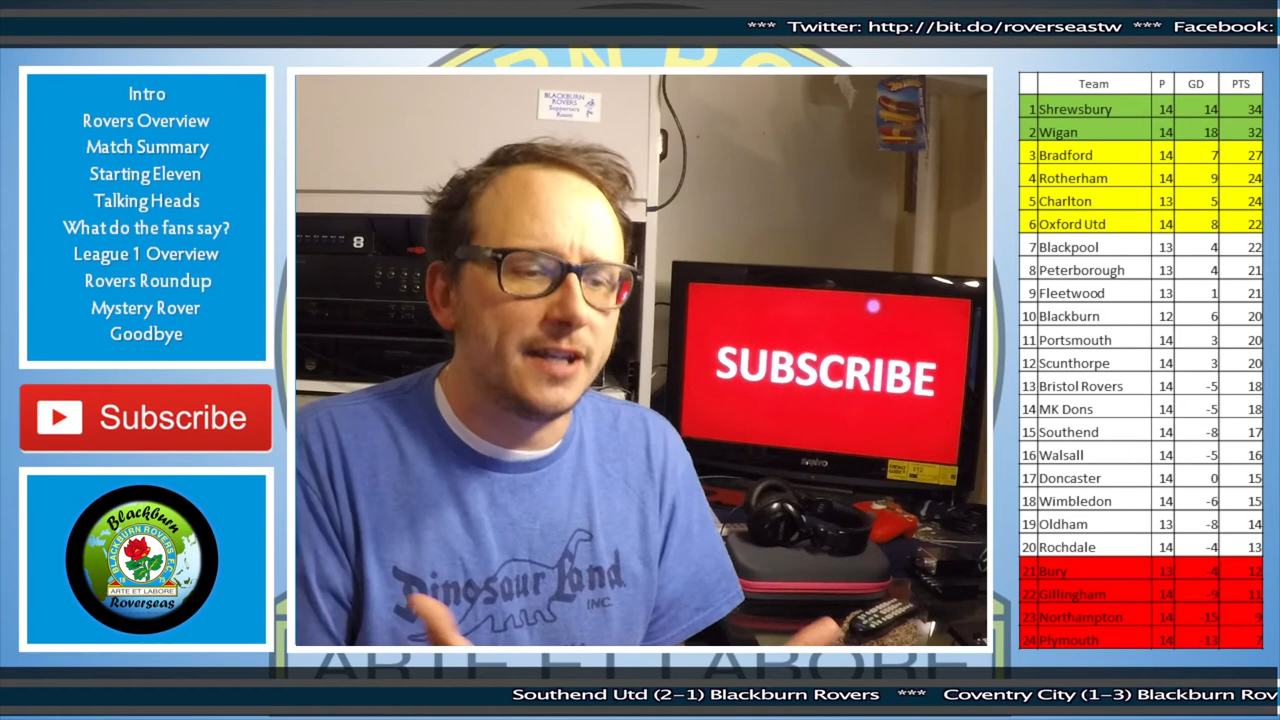 *** Twitter: http://bit.do/roverseastw *** Facebook:
Intro
Rovers Overview
Match Summary
Starting Eleven
Talking Heads
What do the fans say?
League 1 Overview
Rovers Roundup
Mystery Rover
Goodbye
Subscribe
Blackburn
BLACKBURN ROVERS F.C.
ARTE ET LABORE
Roverseas
BLACKBURN
ROVERS
Supporters
Room
8
SUBSCRIBE
SANYO
Dinosaur Land
INC.
Team P GD PTS
1 Shrewsbury 14 14 34
2 Wigan 14 18 32
3 Bradford 14 7 27
4 Rotherham 14 9 24
5 Charlton 13 5 24
6 Oxford Utd 14 8 22
7 Blackpool 13 4 22
8 Peterborough 13 4 21
9 Fleetwood 13 1 21
10 Blackburn 12 6 20
11 Portsmouth 14 3 20
12 Scunthorpe 14 3 20
13 Bristol Rovers 14 -5 18
14 MK Dons 14 -5 18
15 Southend 14 -8 17
16 Walsall 14 -5 16
17 Doncaster 14 0 15
18 Wimbledon 14 -6 15
19 Oldham 13 -8 14
20 Rochdale 14 -4 13
21 Bury 13 -4 12
22 Gillingham 14 -9 11
23 Northampton 14 -15 9
24 Plymouth 14 -13 7
ARTE ET LABORE
Southend Utd (2-1) Blackburn Rovers *** Coventry City (1-3) Blackburn Rov